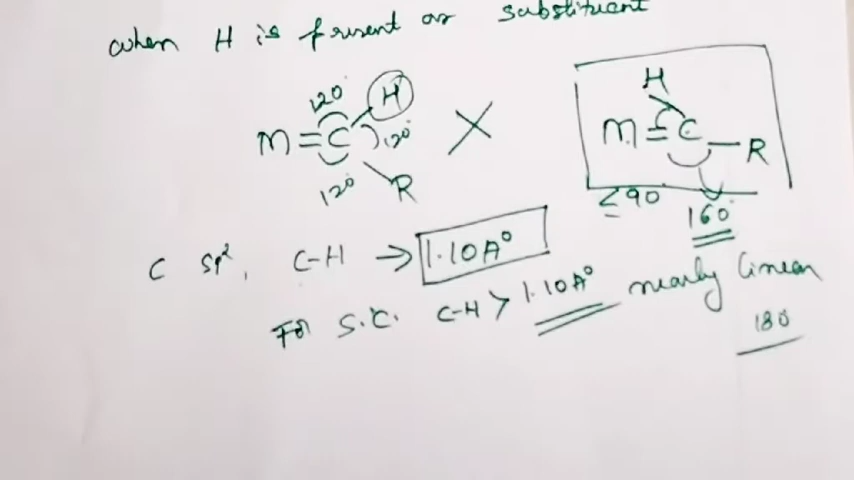 when H is present as substituent
120° H H
M=C 120° X M=C-R
120° R ≤90 160°
C sp², C-H → 1.10A°
For S.C. C-H > 1.10A° nearly linear
180